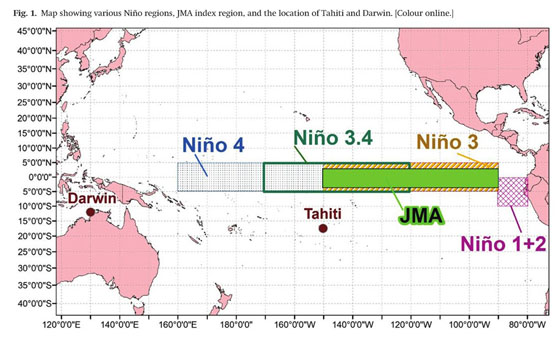 Fig. 1. Map showing various Niño regions, JMA index region, and the location of Tahiti and Darwin. [Colour online.]
45°0'0"N
40°0'0"N
35°0'0"N
30°0'0"N
25°0'0"N
20°0'0"N
15°0'0"N
10°0'0"N
5°0'0"N
0°0'0"
5°0'0"S
10°0'0"S
15°0'0"S
20°0'0"S
25°0'0"S
30°0'0"S
35°0'0"S
40°0'0"S
Niño 4
Niño 3.4
Niño 3
Darwin
Tahiti
JMA
Niño 1+2
120°0'0"E 140°0'0"E 160°0'0"E 180°0'0" 160°0'0"W 140°0'0"W 120°0'0"W 100°0'0"W 80°0'0"W